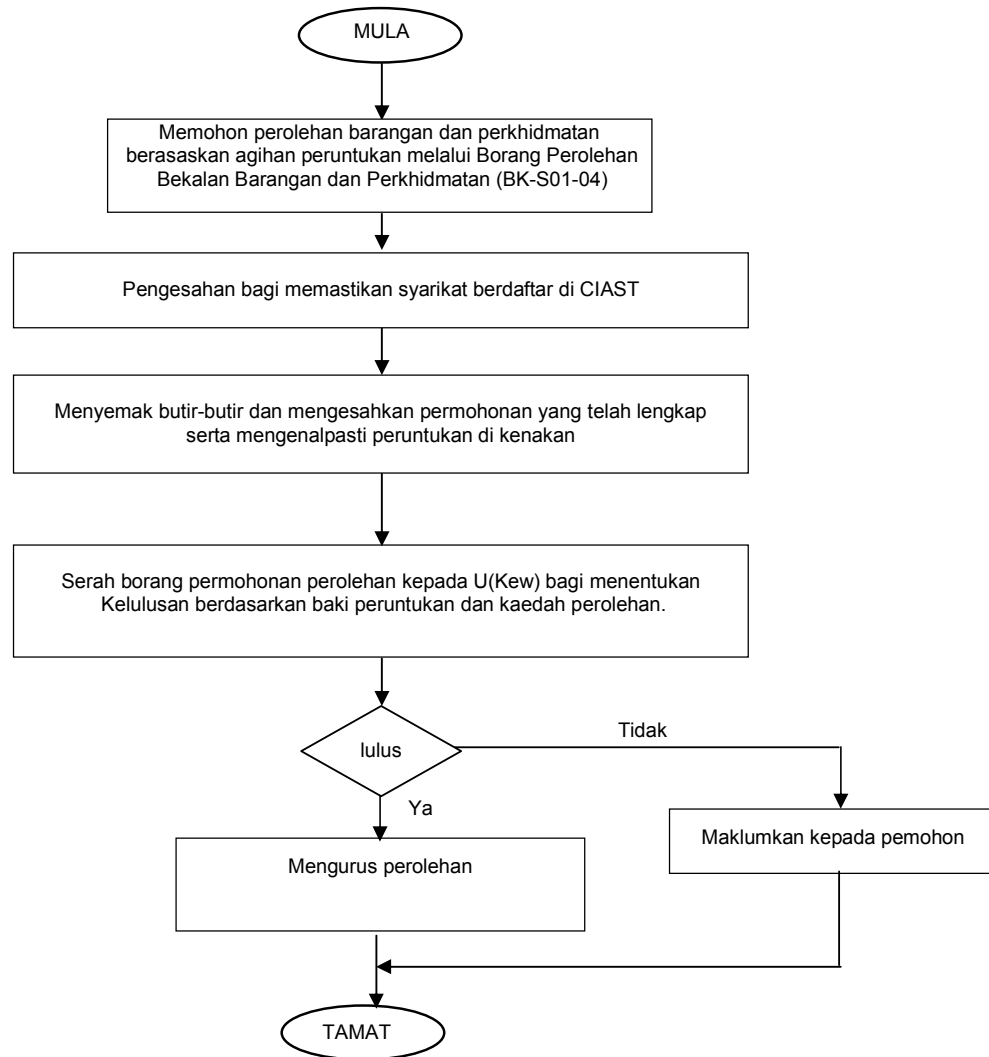 MULA
Memohon perolehan barangan dan perkhidmatan
berasaskan agihan peruntukan melalui Borang Perolehan
Bekalan Barangan dan Perkhidmatan (BK-S01-04)
Pengesahan bagi memastikan syarikat berdaftar di CIAST
Menyemak butir-butir dan mengesahkan permohonan yang telah lengkap
serta mengenalpasti peruntukan di kenakan
Serah borang permohonan perolehan kepada U(Kew) bagi menentukan
Kelulusan berdasarkan baki peruntukan dan kaedah perolehan.
lulus
Tidak
Ya
Mengurus perolehan
Maklumkan kepada pemohon
TAMAT